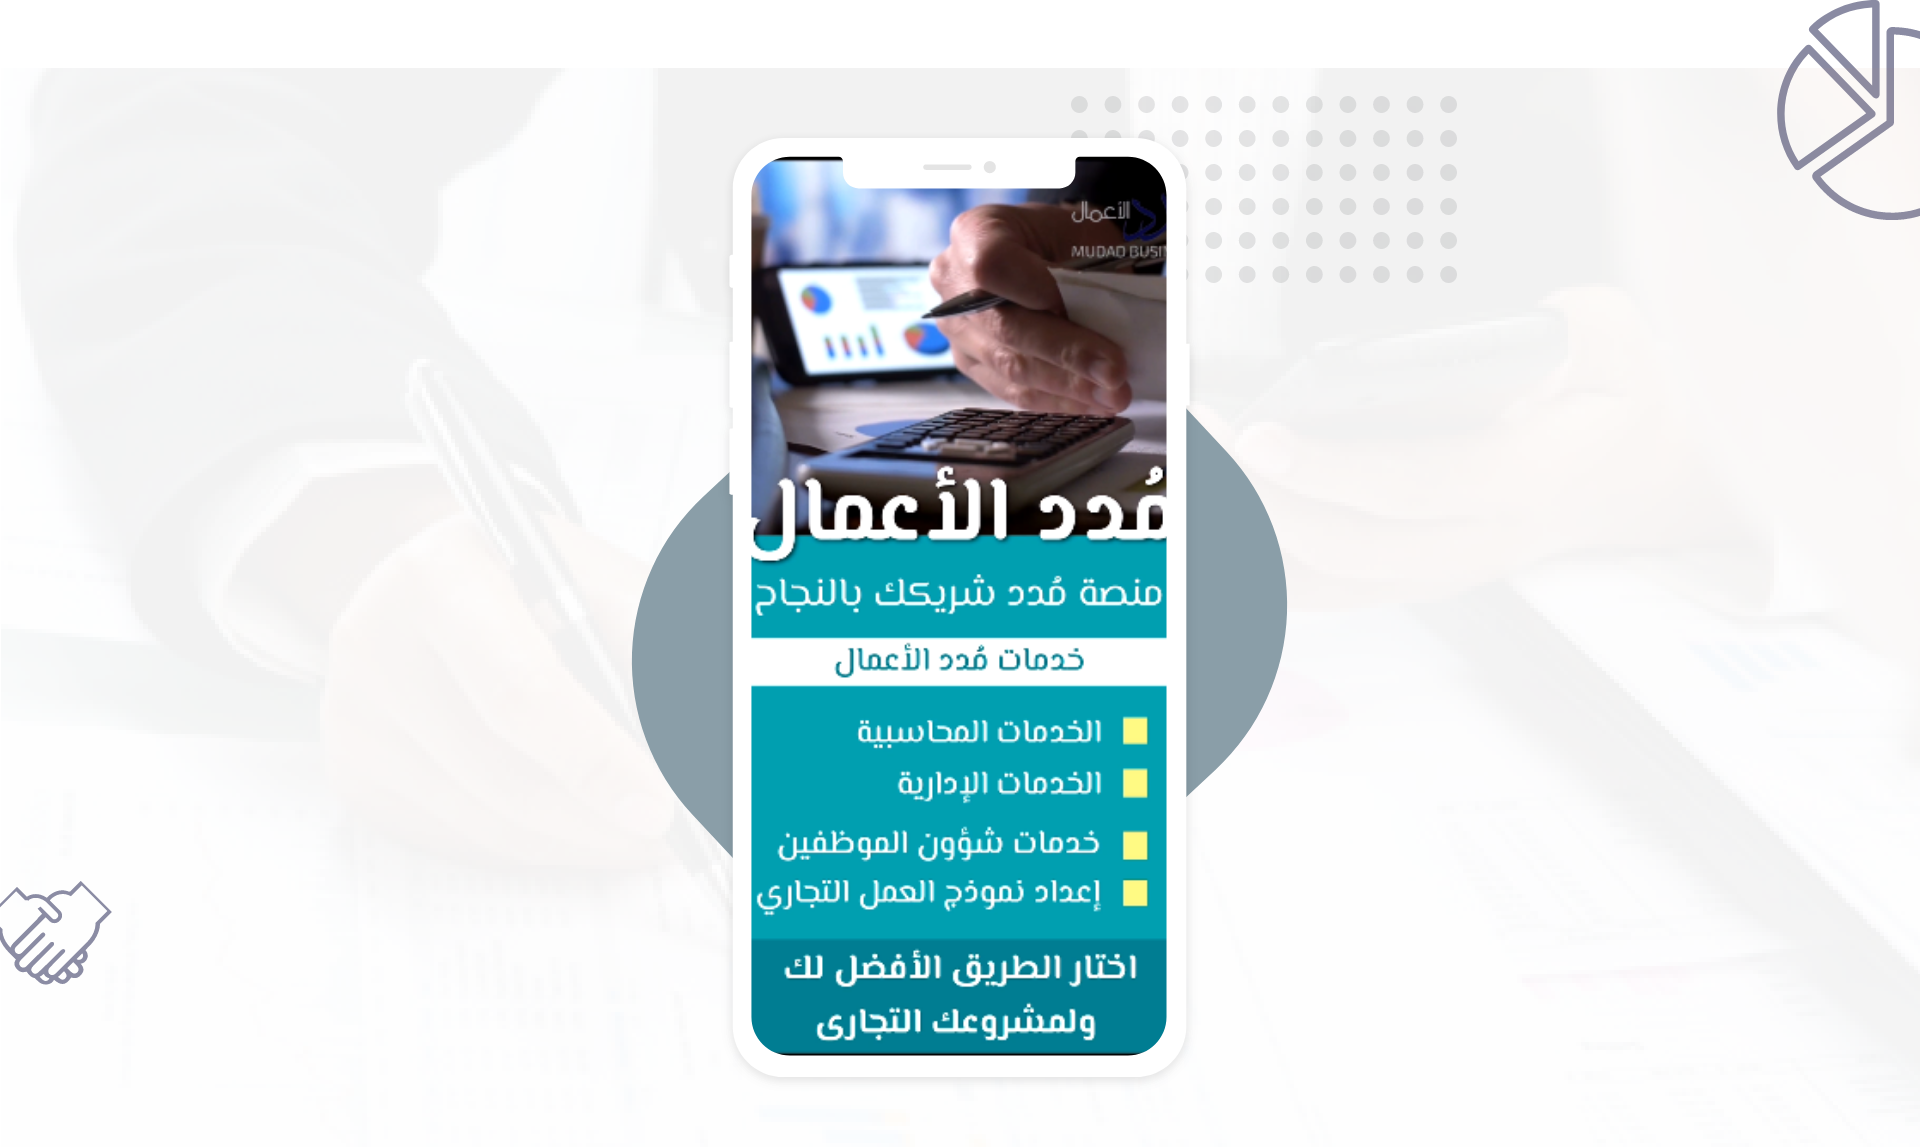 الأعمال
MUDAD BUSI
مُدد الأعمال
منصة مُدد شريكك بالنجاح
خدمات مُدد الأعمال
الخدمات المحاسبية
الخدمات الإدارية
خدمات شؤون الموظفين
إعداد نموذج العمل التجاري
اختار الطريق الأفضل لك
ولمشروعك التجارى